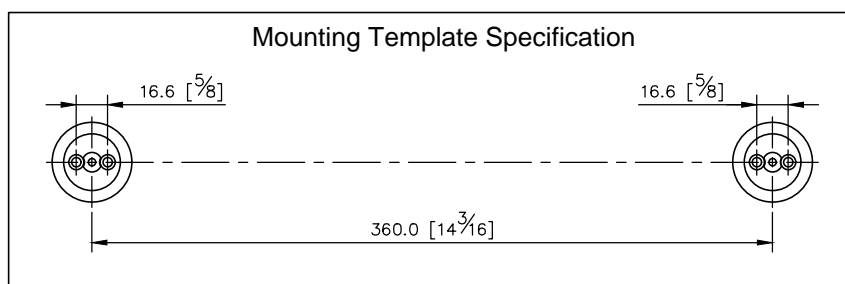 Mounting Template Specification
16.6 [5/8]
16.6 [5/8]
360.0 [14 3/16]